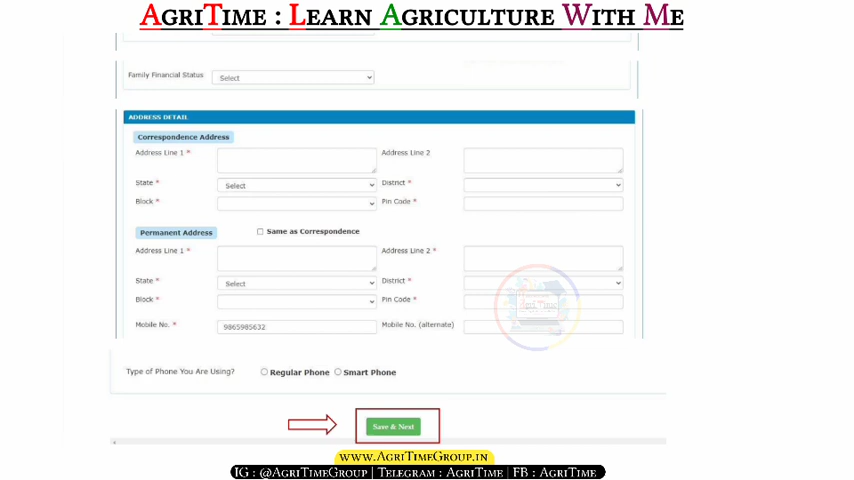 AgriTime : Learn Agriculture With Me
Family Financial Status Select
ADDRESS DETAIL
Correspondence Address
Address Line 1 * Address Line 2
State * Select District *
Block * Pin Code *
Permanent Address Same as Correspondence
Address Line 1 * Address Line 2 *
State * Select District *
Block * Pin Code *
Agri Time
Mobile No. * 9865985632 Mobile No. (alternate)
Type of Phone You Are Using? Regular Phone Smart Phone
Save & Next
www.AgriTimeGroup.in
IG : @AgriTimeGroup | Telegram : AgriTime | FB : AgriTime